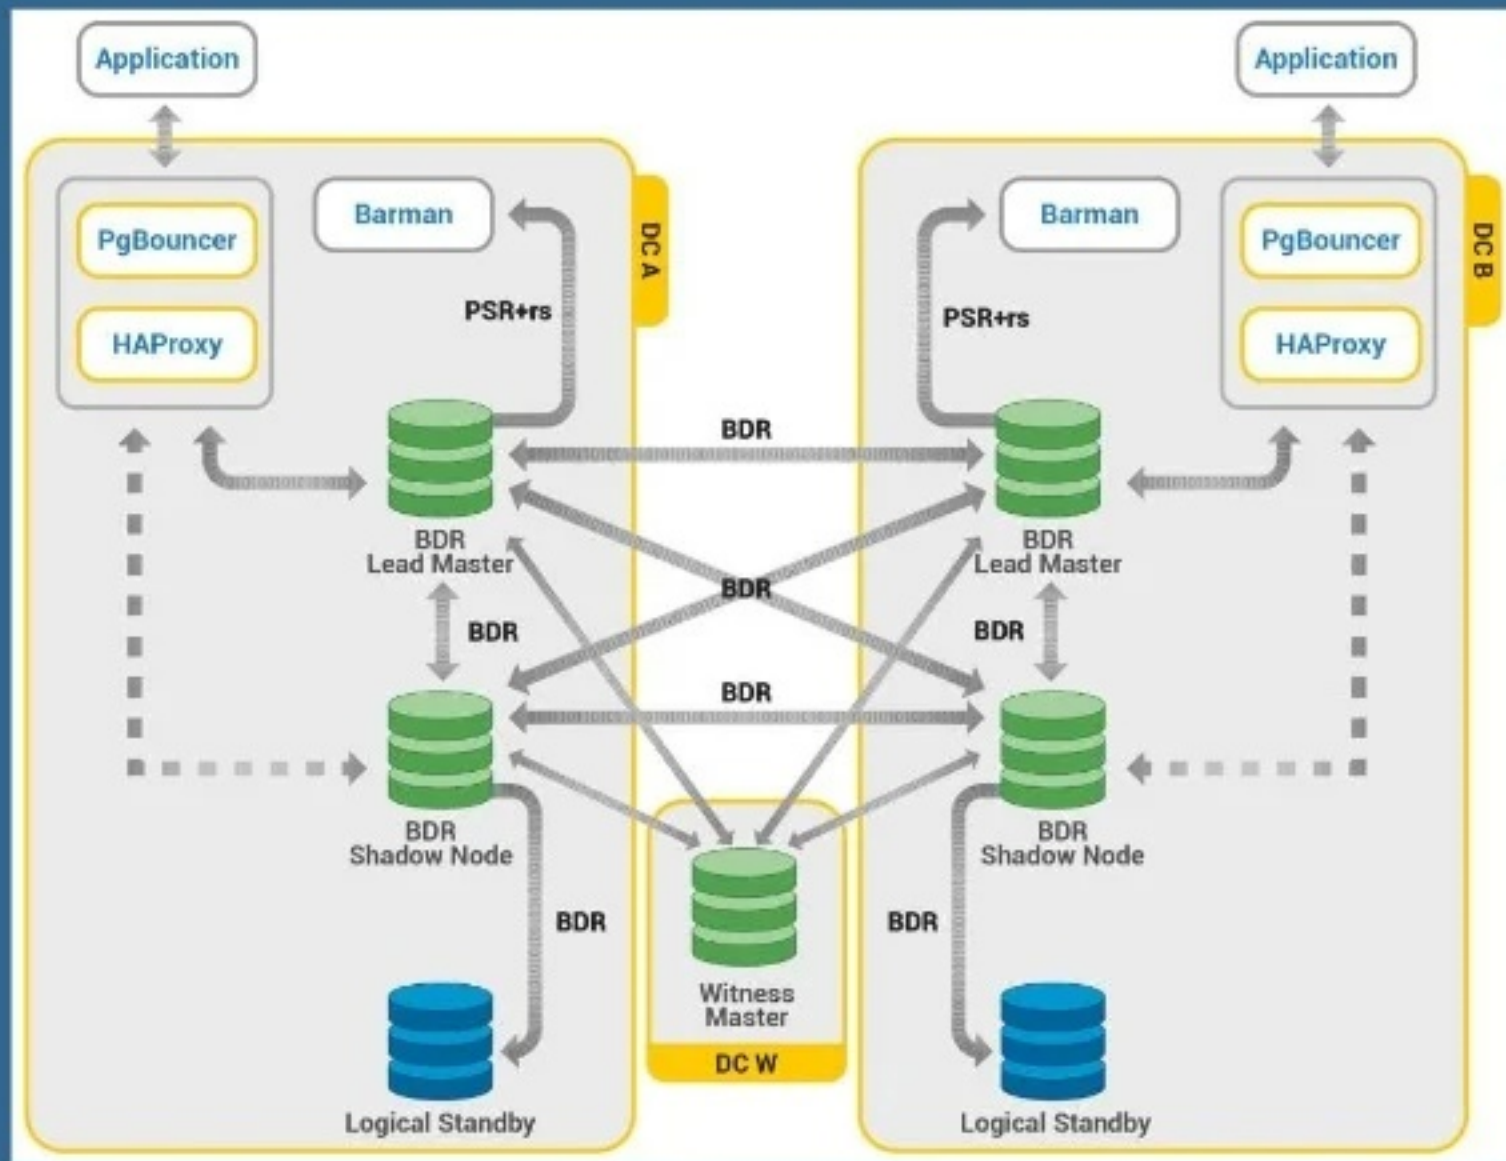 Application
Application
PgBouncer
HAProxy
Barman
PSR+rs
DC A
Barman
PSR+rs
PgBouncer
HAProxy
DC B
BDR
BDR
Lead Master
BDR
Lead Master
BDR
BDR
BDR
BDR
BDR
Shadow Node
BDR
Shadow Node
BDR
BDR
Witness
Master
DC W
Logical Standby
Logical Standby